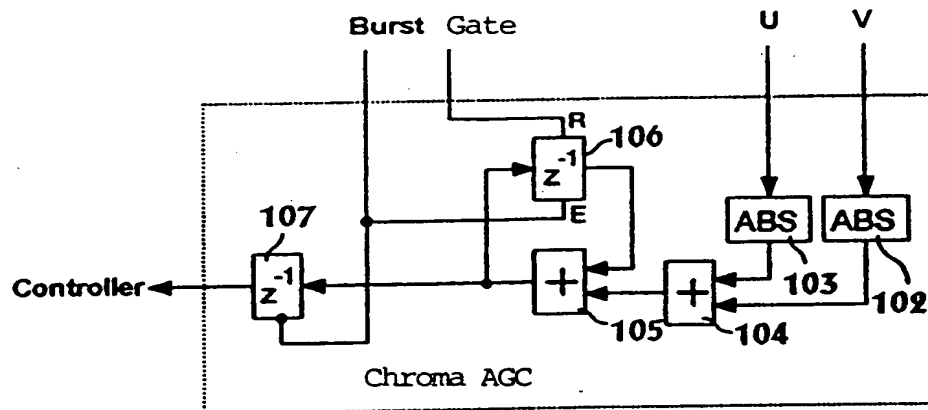 Burst Gate U V
R
106
z-1
E
107
ABS ABS
z-1
Controller
+
+
103
102
105
104
Chroma AGC